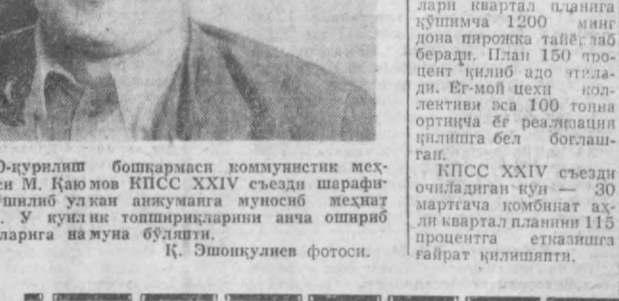 О-қурилиш бошқармаси коммунистик меҳ-
си М. Қаюмов КПСС XXIV съезди шарафи-
ўшилиб улкан анжуманга муносиб меҳнат
. У кунлик топшириқларини анча ошириб
ларига намуна бўляпти.
Қ. Эшонқулиев фотоси.
лари квартал планига
қўшимча 1200 минг
дона пирожка тайёрлаб
беради. План 150 про-
цент қилиб адо этила-
ди. Ёғ-мой цехи кол-
лективи эса 100 тонна
ортиқча ёғ реализация
қилишга бел боғлаш-
ган.
КПСС XXIV съезди
очиладиган кун — 30
мартгача комбинат аҳ-
ли квартал планини 115
процентга етказишга
ғайрат қилишяпти.